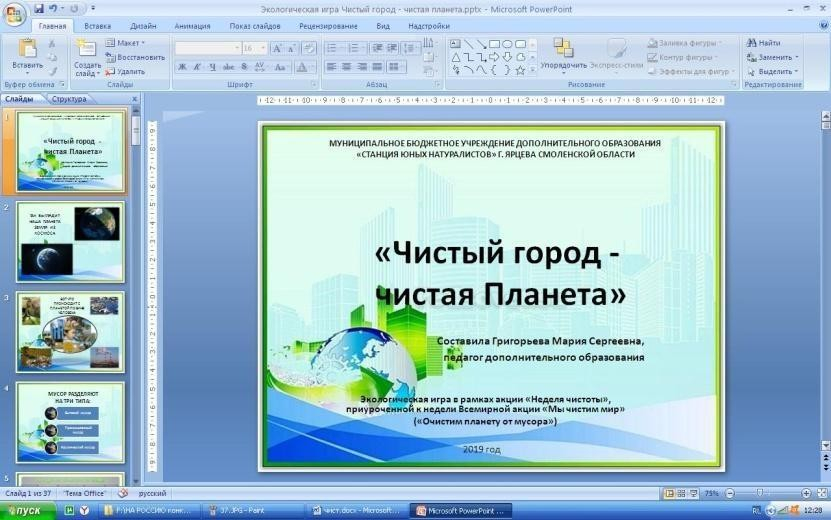 Экологическая игра Чистый город - чистая планета.pptx - Microsoft PowerPoint
Главная Вставка Дизайн Анимация Показ слайдов Рецензирование Вид Надстройки
Вставить
Буфер обмена
Создать слайд
Макет
Восстановить
Удалить
Слайды
16
Шрифт
Абзац
Упорядочить
Экспресс-стили
Заливка фигуры
Контур фигуры
Эффекты для фигур
Рисование
Найти
Заменить
Выделить
Редактирование
Слайды Структура
1
«Чистый город -
чистая Планета»
2
ТАК ВЫГЛЯДИТ
НАША ПЛАНЕТА
ЗЕМЛЯ ИЗ
КОСМОСА
3
4
МУСОР РАЗДЕЛЯЮТ
НА ТРИ ТИПА:
5
МУНИЦИПАЛЬНОЕ БЮДЖЕТНОЕ УЧРЕЖДЕНИЕ ДОПОЛНИТЕЛЬНОГО ОБРАЗОВАНИЯ
«СТАНЦИЯ ЮНЫХ НАТУРАЛИСТОВ» Г. ЯРЦЕВА СМОЛЕНСКОЙ ОБЛАСТИ
«Чистый город -
чистая Планета»
Составила Григорьева Мария Сергеевна,
педагог дополнительного образования
Экологическая игра в рамках акции «Неделя чистоты»,
приуроченной к недели Всемирной акции «Мы чистим мир»
(«Очистим планету от мусора»)
2019 год
Слайд 1 из 37 "Тема Office" русский 75%
пуск F:\НА РОССИЮ конк... 37.JPG - Paint чист.docx - Microsoft... Microsoft PowerPoint ... RU 12:28